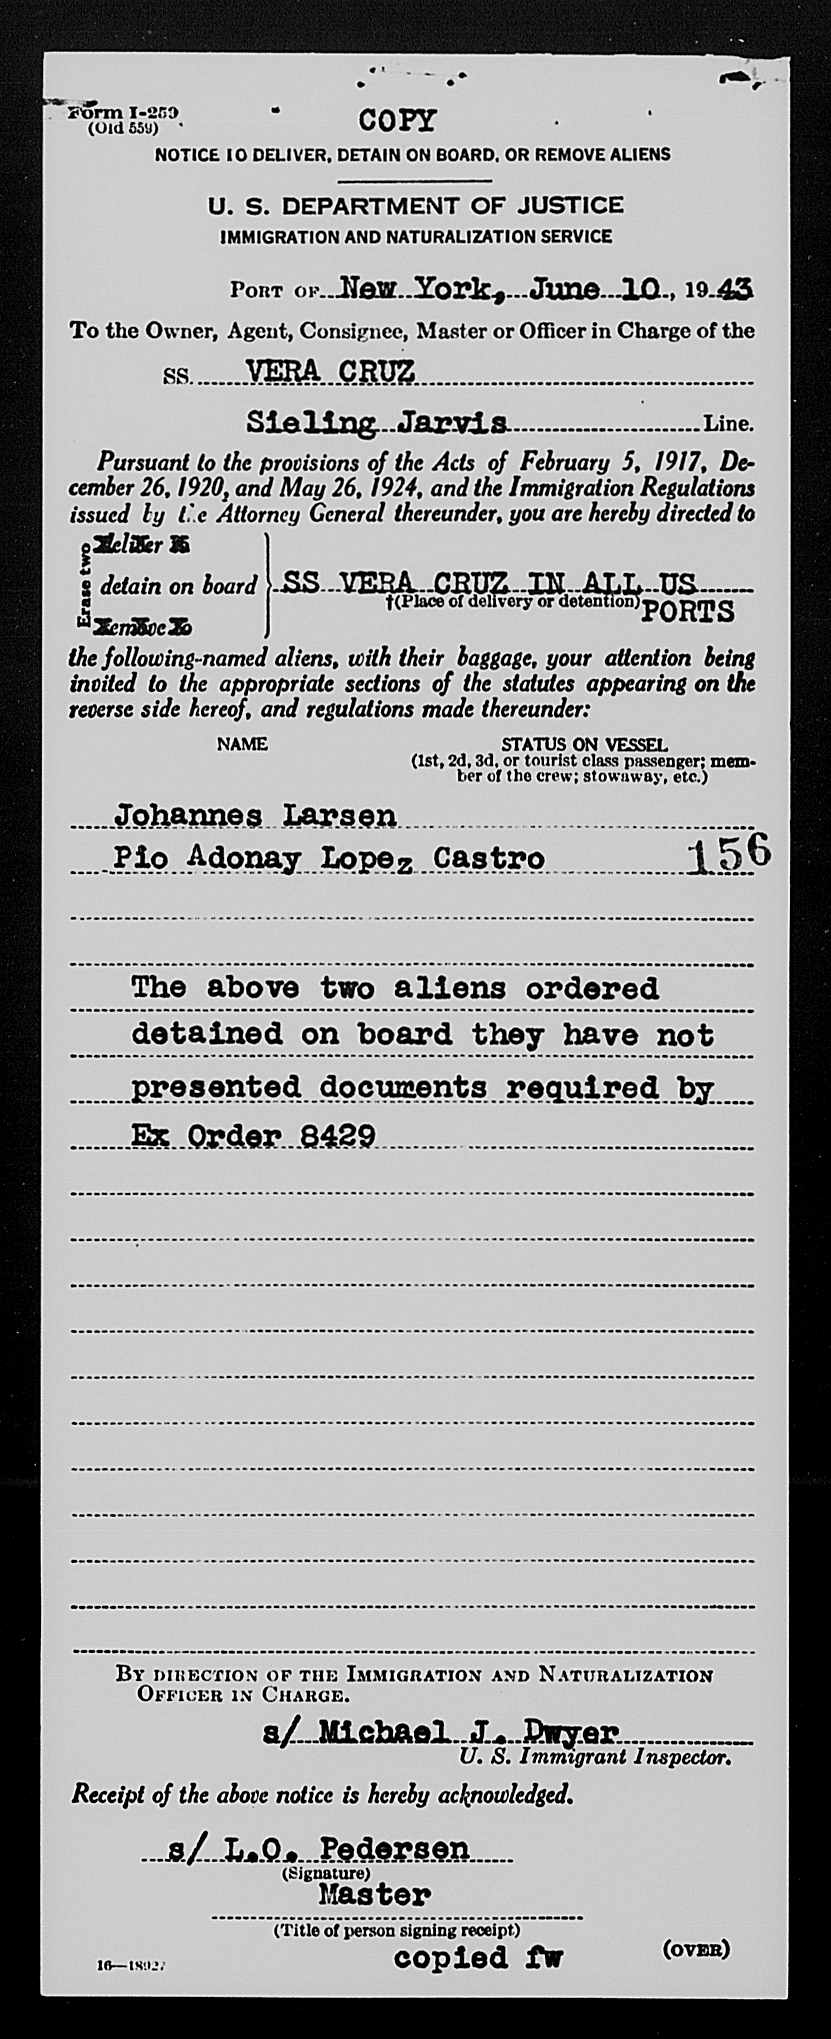 Form I-259
(Old 559)
COPY
NOTICE TO DELIVER, DETAIN ON BOARD, OR REMOVE ALIENS
U. S. DEPARTMENT OF JUSTICE
IMMIGRATION AND NATURALIZATION SERVICE
PORT OF New York, June 10, 1943
To the Owner, Agent, Consignee, Master or Officer in Charge of the
SS. VERA CRUZ
Sieling Jarvis Line.
Pursuant to the provisions of the Acts of February 5, 1917, De-
cember 26, 1920, and May 26, 1924, and the Immigration Regulations
issued by the Attorney General thereunder, you are hereby directed to
Erase two
Deliver to
detain on board } SS VERA CRUZ IN ALL US
†(Place of delivery or detention) PORTS
Remove to
the following-named aliens, with their baggage, your attention being
invited to the appropriate sections of the statutes appearing on the
reverse side hereof, and regulations made thereunder:
NAME STATUS ON VESSEL
(1st, 2d, 3d, or tourist class passenger; mem-
ber of the crew; stowaway, etc.)
Johannes Larsen
Pio Adonay Lopez Castro 156
The above two aliens ordered
detained on board they have not
presented documents required by
Ex Order 8429
BY DIRECTION OF THE IMMIGRATION AND NATURALIZATION
OFFICER IN CHARGE.
s/ Michael J. Dwyer
U. S. Immigrant Inspector.
Receipt of the above notice is hereby acknowledged.
s/ L.O. Pedersen
(Signature)
Master
(Title of person signing receipt)
copied fw (OVER)